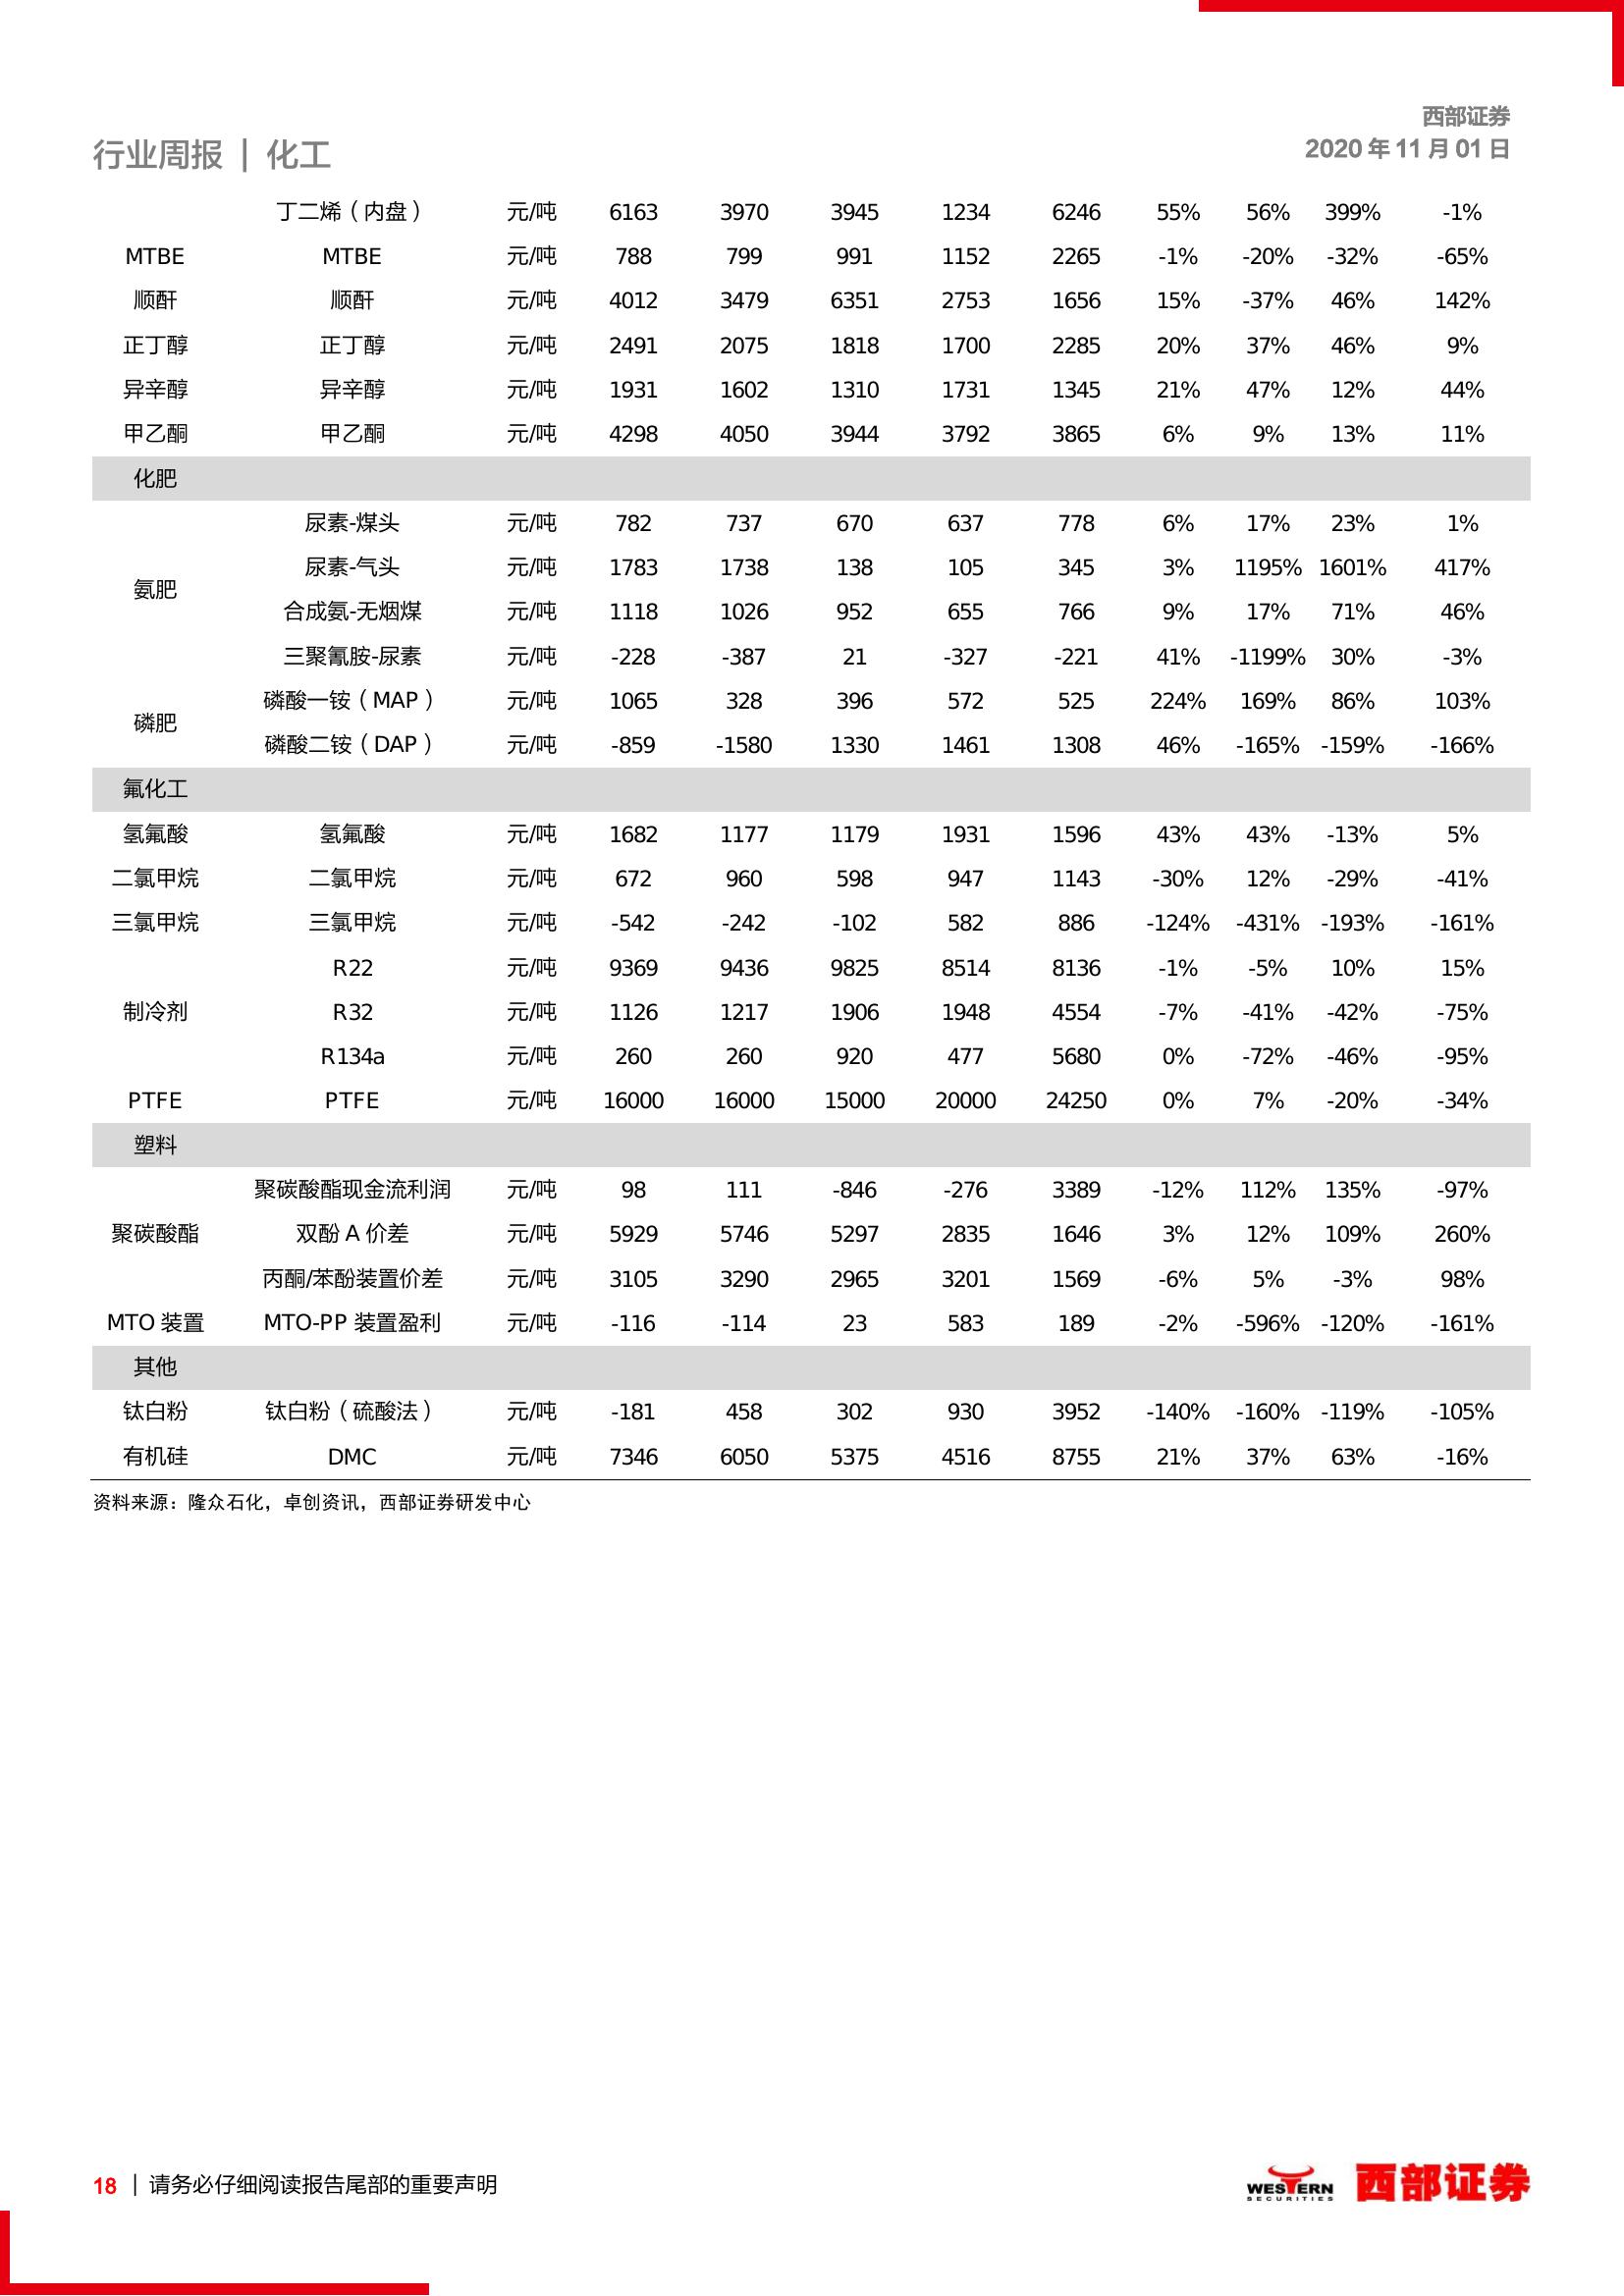 西部证券
行业周报 | 化工 2020 年 11 月 01 日
丁二烯（内盘） 元/吨 6163 3970 3945 1234 6246 55% 56% 399% -1%
MTBE MTBE 元/吨 788 799 991 1152 2265 -1% -20% -32% -65%
顺酐 顺酐 元/吨 4012 3479 6351 2753 1656 15% -37% 46% 142%
正丁醇 正丁醇 元/吨 2491 2075 1818 1700 2285 20% 37% 46% 9%
异辛醇 异辛醇 元/吨 1931 1602 1310 1731 1345 21% 47% 12% 44%
甲乙酮 甲乙酮 元/吨 4298 4050 3944 3792 3865 6% 9% 13% 11%
化肥
尿素-煤头 元/吨 782 737 670 637 778 6% 17% 23% 1%
尿素-气头 元/吨 1783 1738 138 105 345 3% 1195% 1601% 417%
氨肥
合成氨-无烟煤 元/吨 1118 1026 952 655 766 9% 17% 71% 46%
三聚氰胺-尿素 元/吨 -228 -387 21 -327 -221 41% -1199% 30% -3%
磷酸一铵（MAP） 元/吨 1065 328 396 572 525 224% 169% 86% 103%
磷肥
磷酸二铵（DAP） 元/吨 -859 -1580 1330 1461 1308 46% -165% -159% -166%
氟化工
氢氟酸 氢氟酸 元/吨 1682 1177 1179 1931 1596 43% 43% -13% 5%
二氯甲烷 二氯甲烷 元/吨 672 960 598 947 1143 -30% 12% -29% -41%
三氯甲烷 三氯甲烷 元/吨 -542 -242 -102 582 886 -124% -431% -193% -161%
R22 元/吨 9369 9436 9825 8514 8136 -1% -5% 10% 15%
制冷剂 R32 元/吨 1126 1217 1906 1948 4554 -7% -41% -42% -75%
R134a 元/吨 260 260 920 477 5680 0% -72% -46% -95%
PTFE PTFE 元/吨 16000 16000 15000 20000 24250 0% 7% -20% -34%
塑料
聚碳酸酯现金流利润 元/吨 98 111 -846 -276 3389 -12% 112% 135% -97%
聚碳酸酯 双酚 A 价差 元/吨 5929 5746 5297 2835 1646 3% 12% 109% 260%
丙酮/苯酚装置价差 元/吨 3105 3290 2965 3201 1569 -6% 5% -3% 98%
MTO 装置 MTO-PP 装置盈利 元/吨 -116 -114 23 583 189 -2% -596% -120% -161%
其他
钛白粉 钛白粉（硫酸法） 元/吨 -181 458 302 930 3952 -140% -160% -119% -105%
有机硅 DMC 元/吨 7346 6050 5375 4516 8755 21% 37% 63% -16%
资料来源：隆众石化，卓创资讯，西部证券研发中心
18 | 请务必仔细阅读报告尾部的重要声明
WESTERN
SECURITIES
西部证券